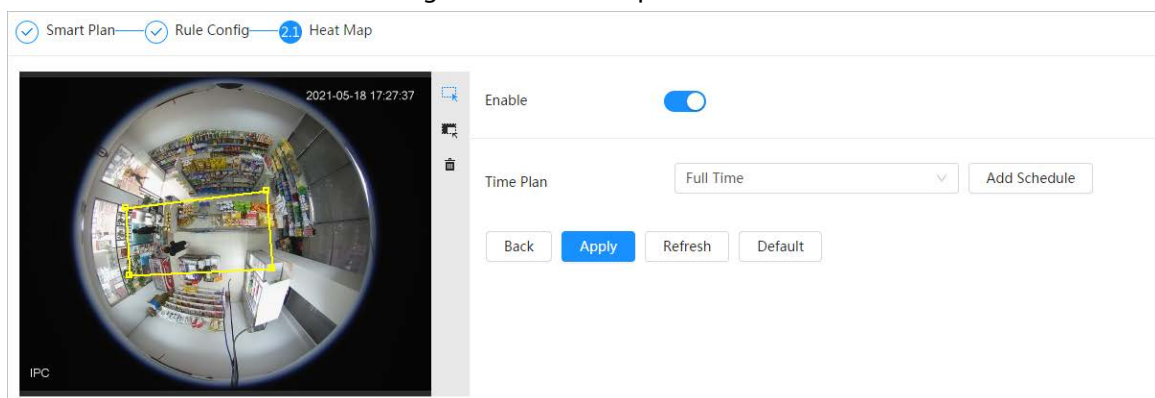 Smart Plan Rule Config 2.1 Heat Map
2021-05-18 17:27:37
Enable
Time Plan Full Time Add Schedule
Back Apply Refresh Default
IPC